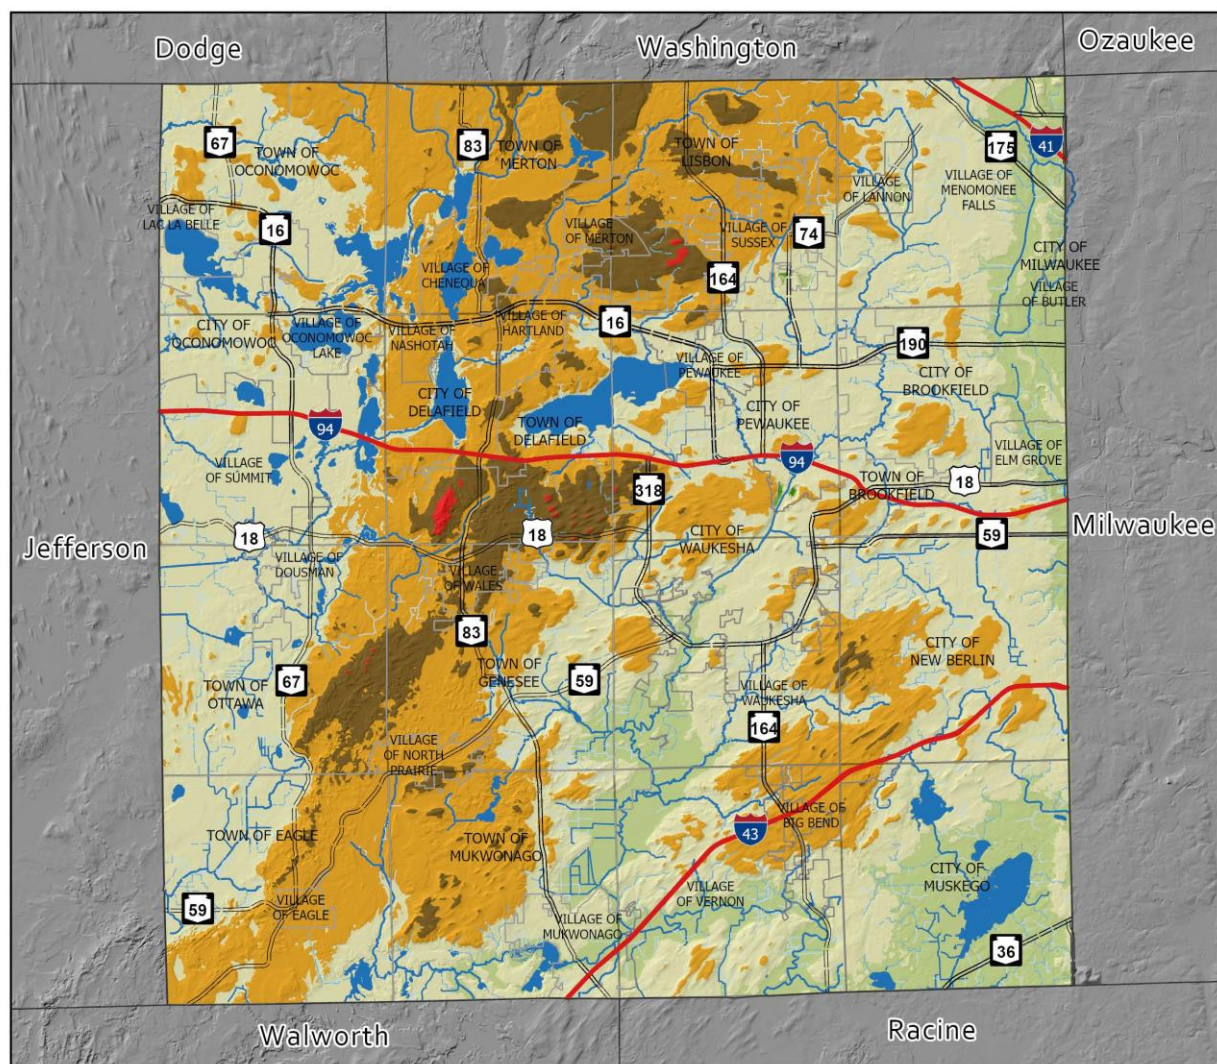 Dodge
Washington
Ozaukee
67
83
175
41
TOWN OF
OCONOMOWOC
TOWN OF
MERTON
TOWN OF
LISBON
VILLAGE OF
LANNON
VILLAGE OF
MENOMONEE
FALLS
VILLAGE OF
LAC LA BELLE
16
VILLAGE
OF MERTON
VILLAGE OF
SUSSEX
74
CITY OF
MILWAUKEE
VILLAGE OF
CHENEQUA
164
VILLAGE
OF BUTLER
CITY OF
OCONOMOWOC
VILLAGE OF
OCONOMOWOC
LAKE
VILLAGE OF
NASHOTAH
VILLAGE OF
HARTLAND
16
190
VILLAGE OF
PEWAUKEE
CITY OF
BROOKFIELD
CITY OF
DELAFIELD
TOWN OF
DELAFIELD
CITY OF
PEWAUKEE
94
94
VILLAGE OF
ELM GROVE
VILLAGE
OF SUMMIT
318
TOWN OF
BROOKFIELD
18
Jefferson
18
18
CITY OF
WAUKESHA
59
Milwaukee
VILLAGE OF
DOUSMAN
VILLAGE
OF WALES
83
CITY OF
NEW BERLIN
67
TOWN OF
OTTAWA
TOWN OF
GENESEE
59
VILLAGE OF
WAUKESHA
164
VILLAGE
OF NORTH
PRAIRIE
TOWN OF EAGLE
TOWN OF
MUKWONAGO
43
VILLAGE OF
BIG BEND
CITY OF
MUSKEGO
59
VILLAGE
OF EAGLE
VILLAGE
OF VERNON
VILLAGE OF
MUKWONAGO
36
Walworth
Racine